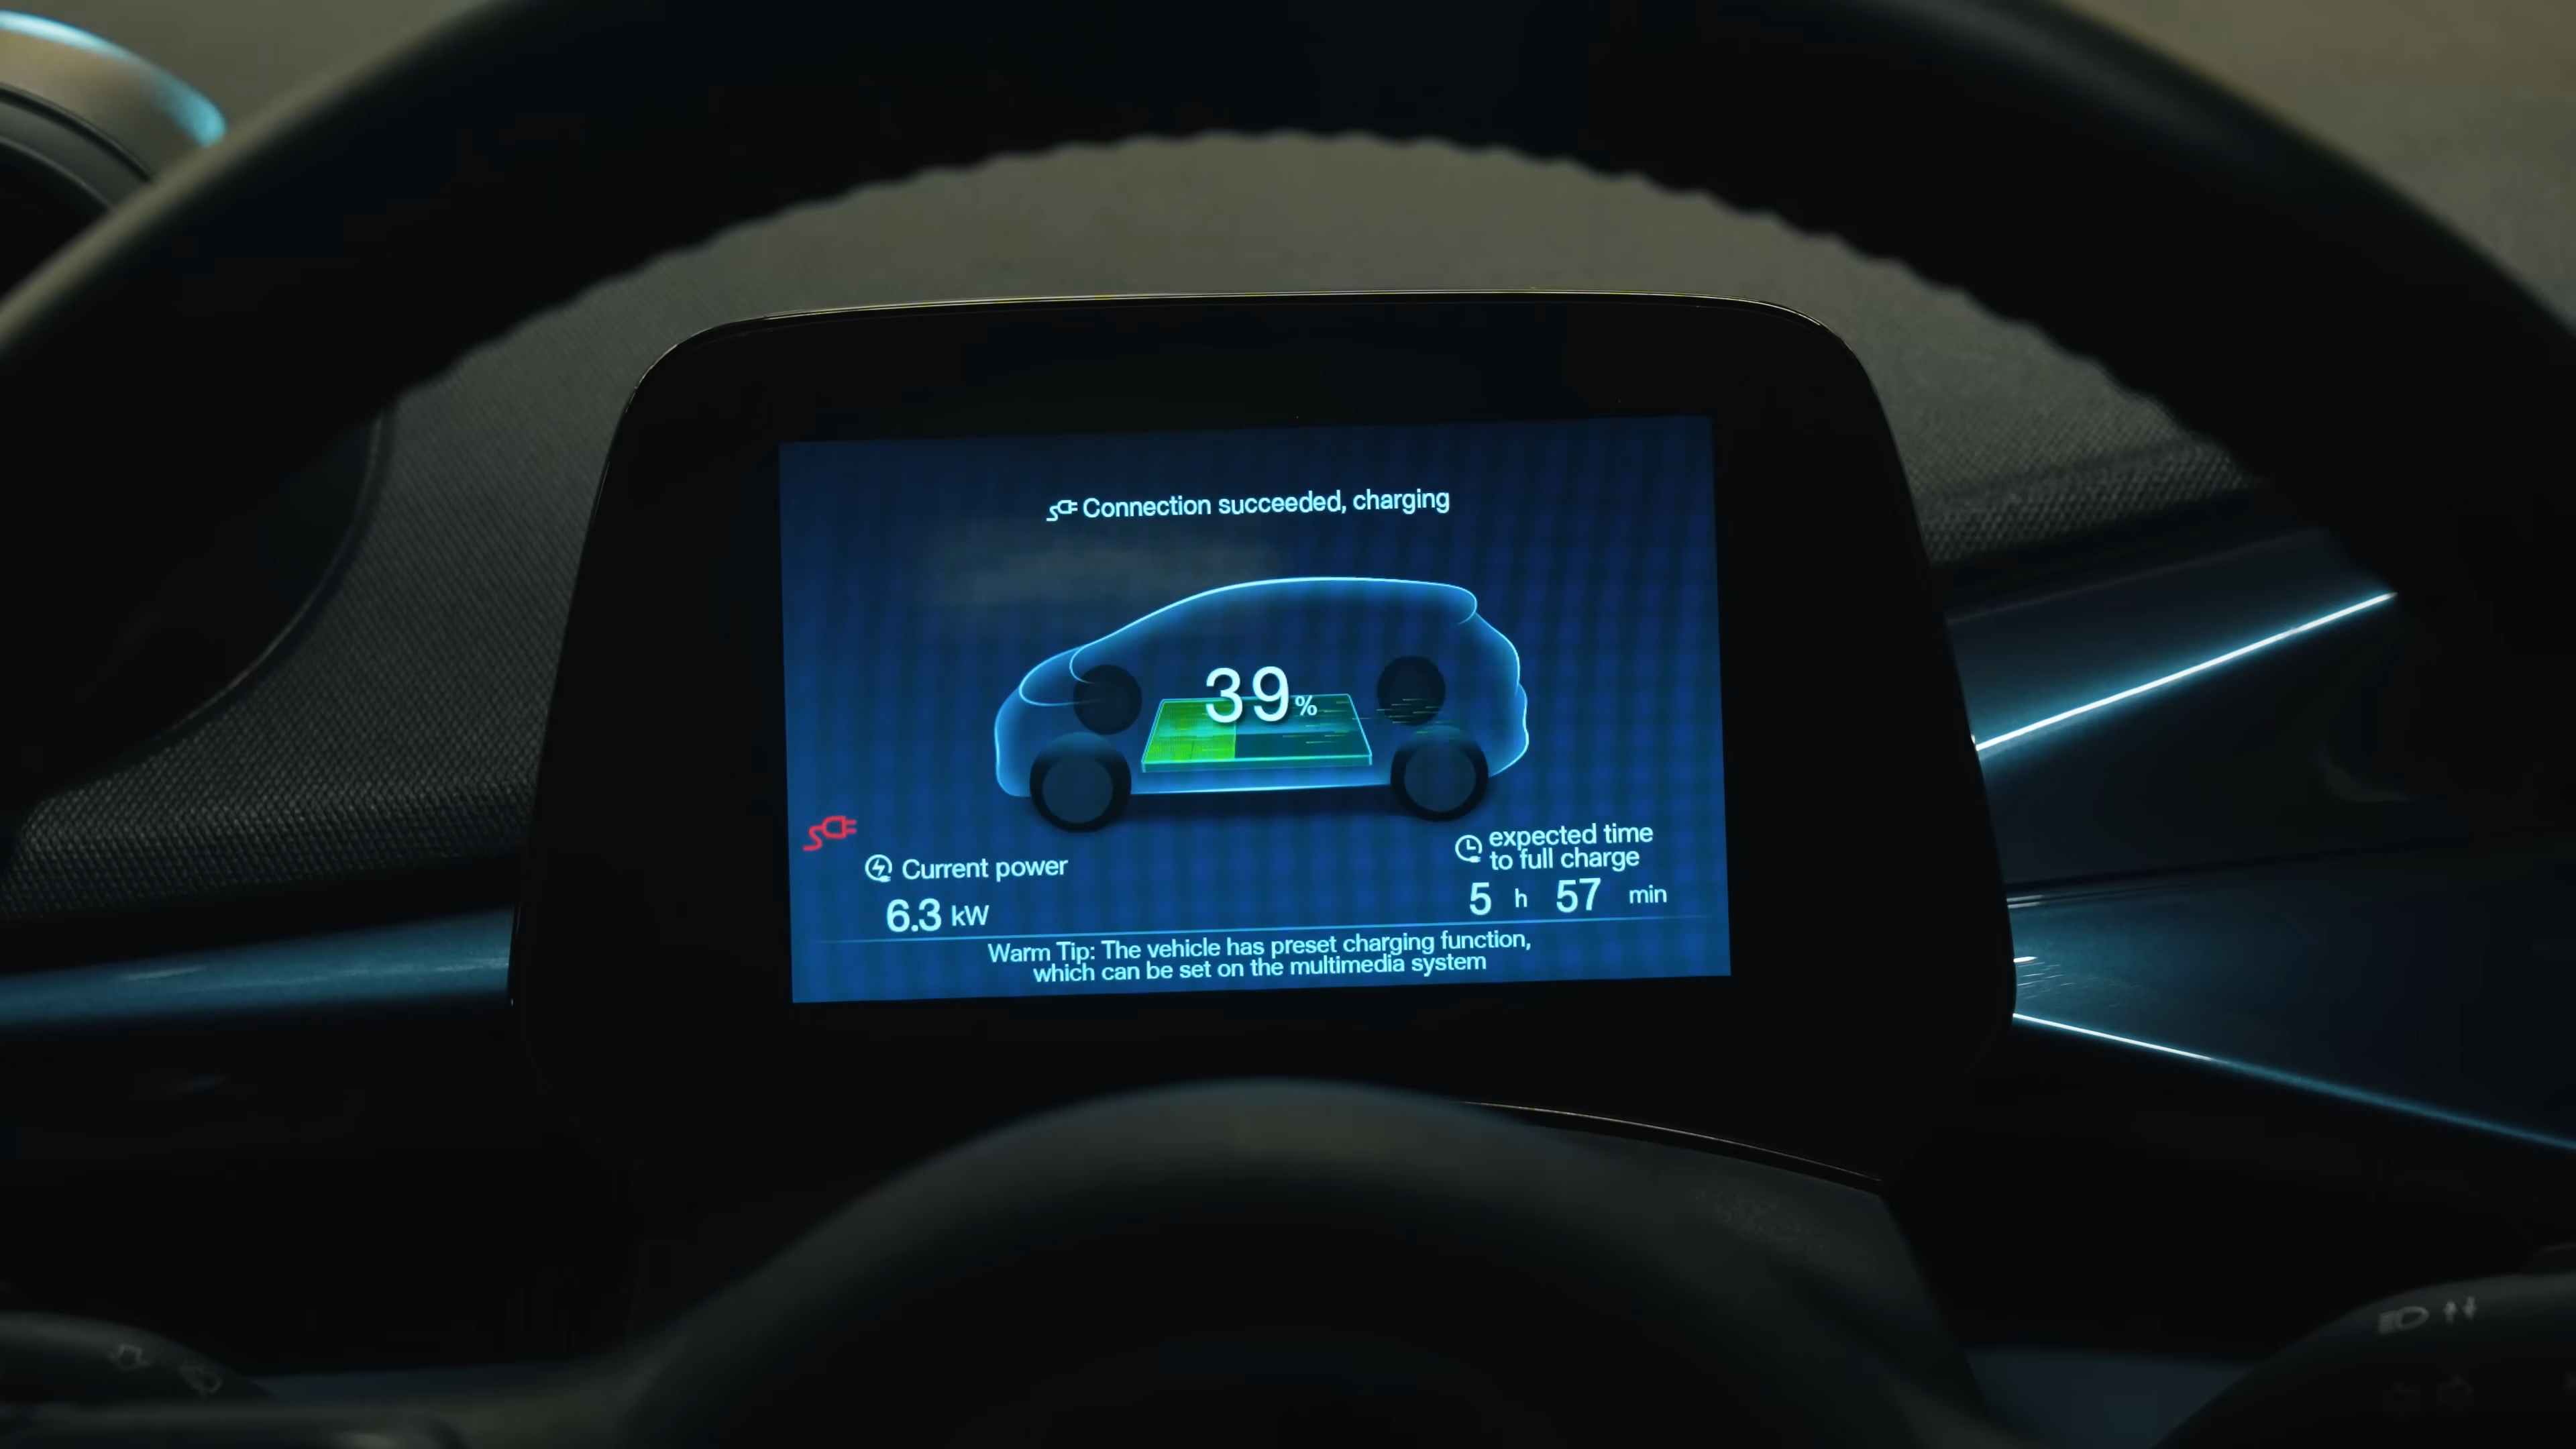 Connection succeeded, charging
39%
Current power
6.3 kW
expected time
to full charge
5 h 57 min
Warm Tip: The vehicle has preset charging function,
which can be set on the multimedia system